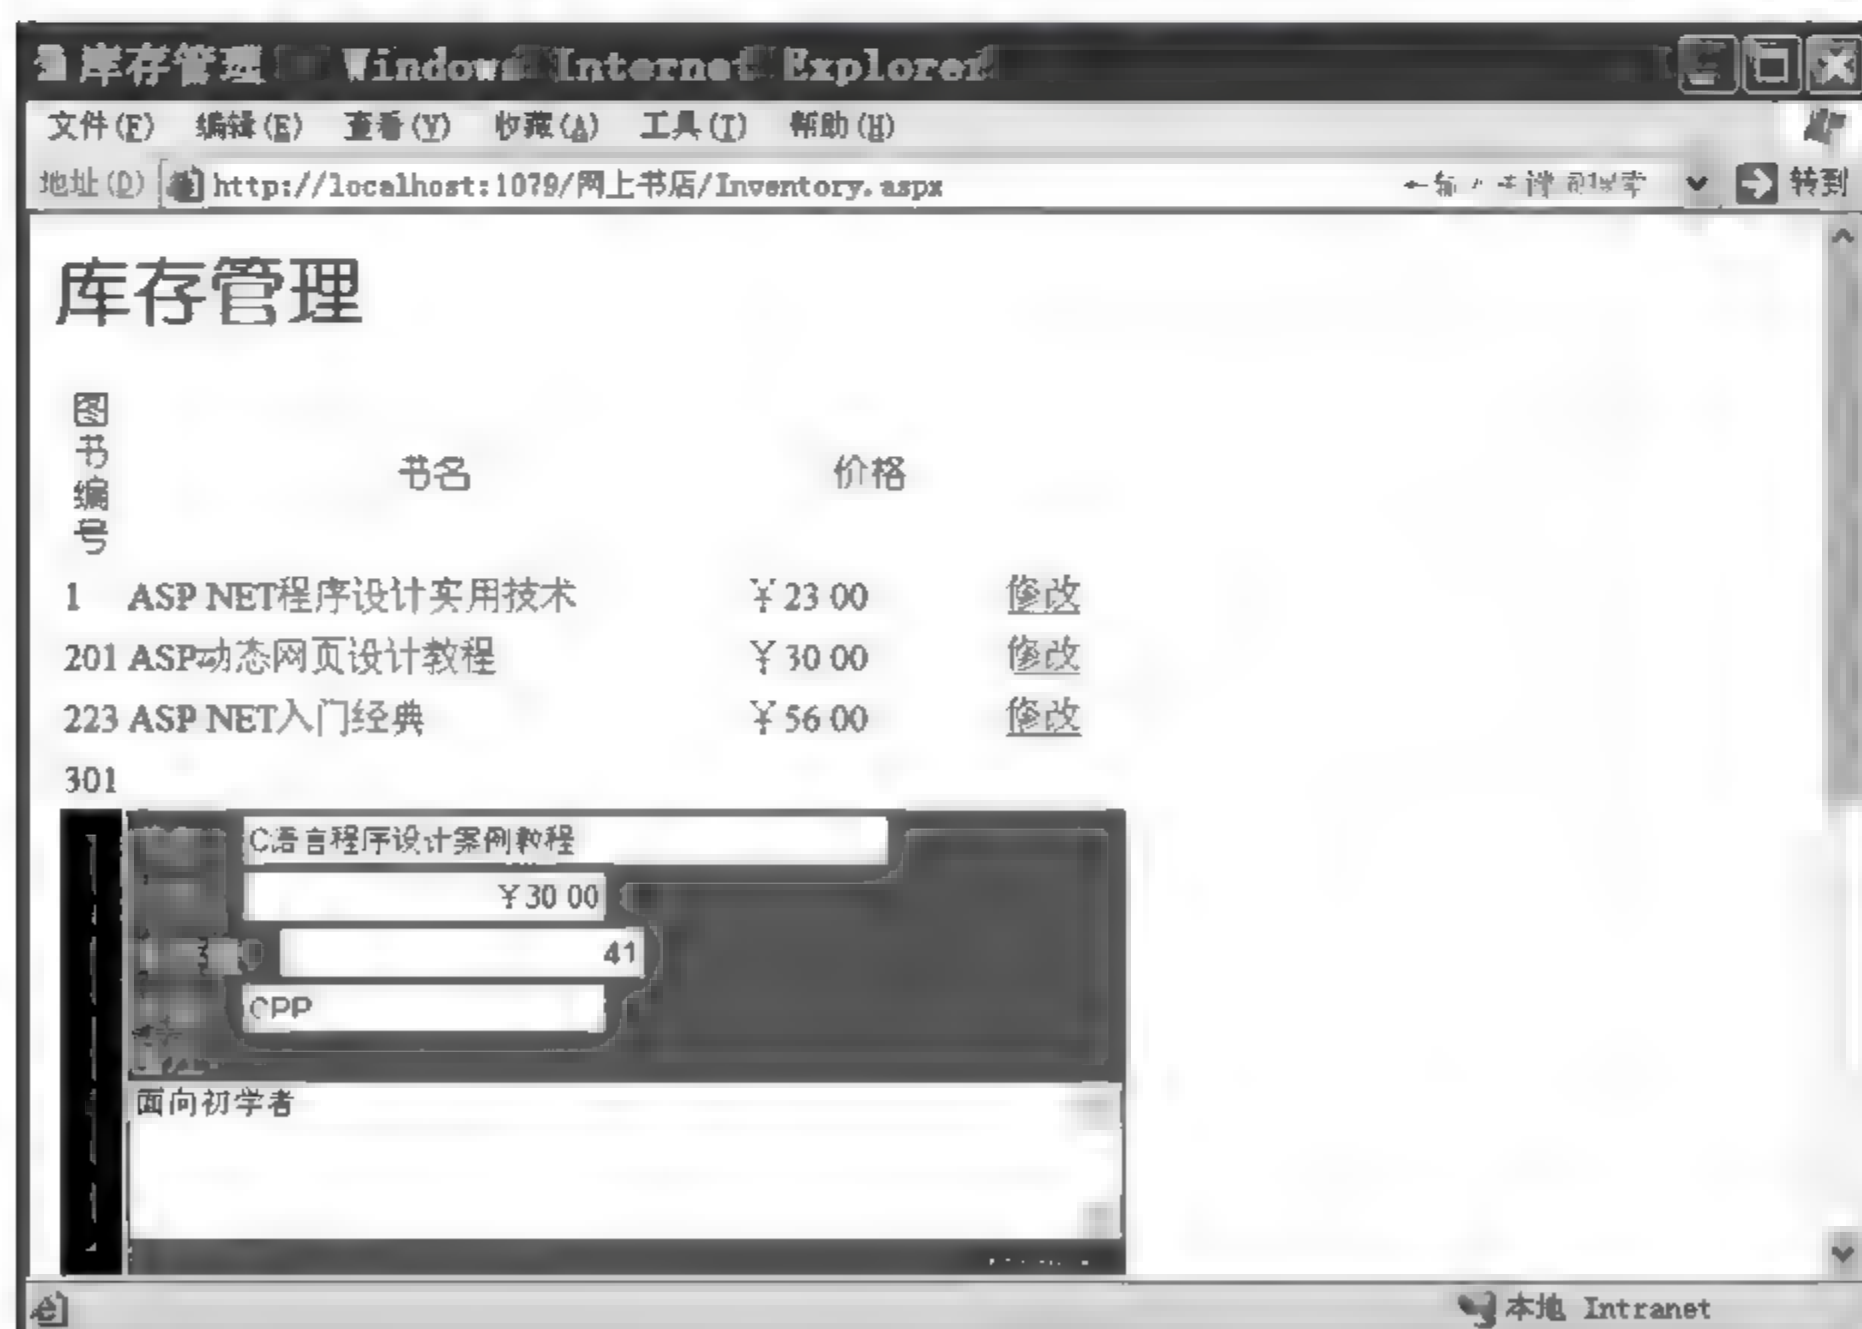 库存管理 Windows Internet Explorer
文件(F) 编辑(E) 查看(V) 收藏(A) 工具(T) 帮助(H)
地址(D) http://localhost:1079/网上书店/Inventory.aspx 转到
库存管理
图书编号 书名 价格
1 ASP NET程序设计实用技术 ¥23 00 修改
201 ASP动态网页设计教程 ¥30 00 修改
223 ASP NET入门经典 ¥56 00 修改
301
C语言程序设计案例教程
¥30 00
41
CPP
面向初学者
本地 Intranet